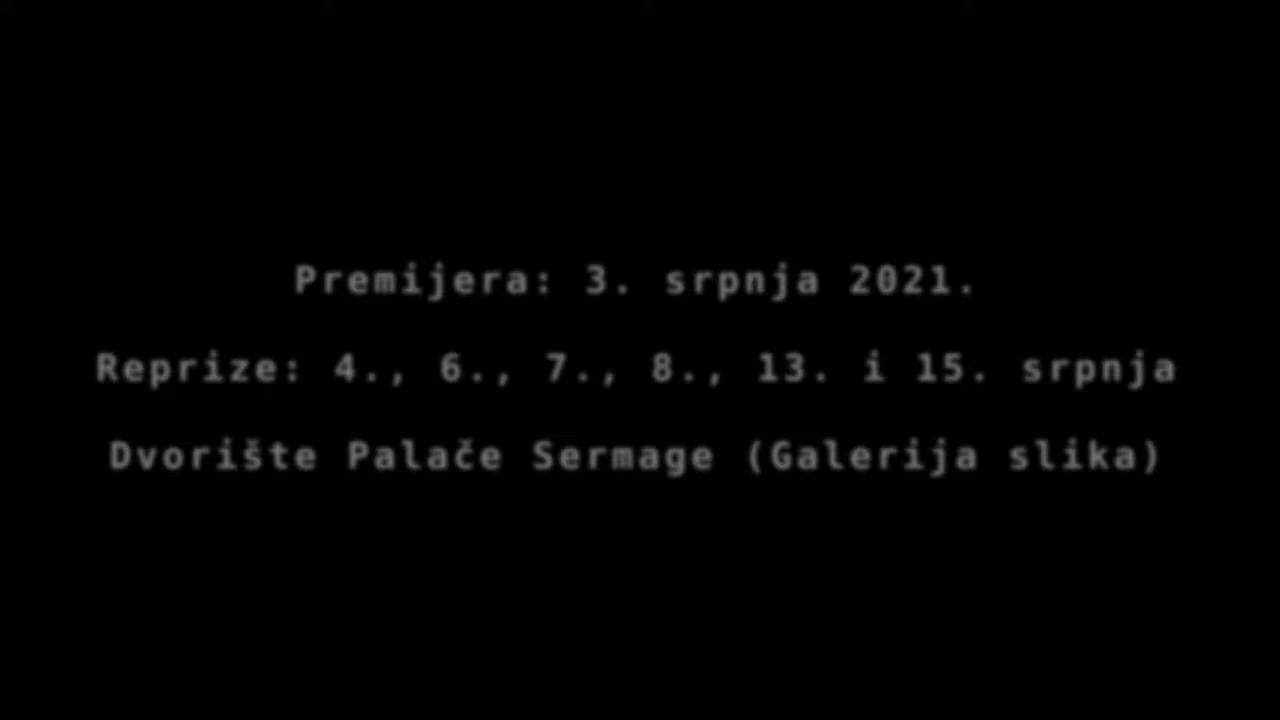 Premijera: 3. srpnja 2021.
Reprize: 4., 6., 7., 8., 13. i 15. srpnja
Dvorište Palače Sermage (Galerija slika)